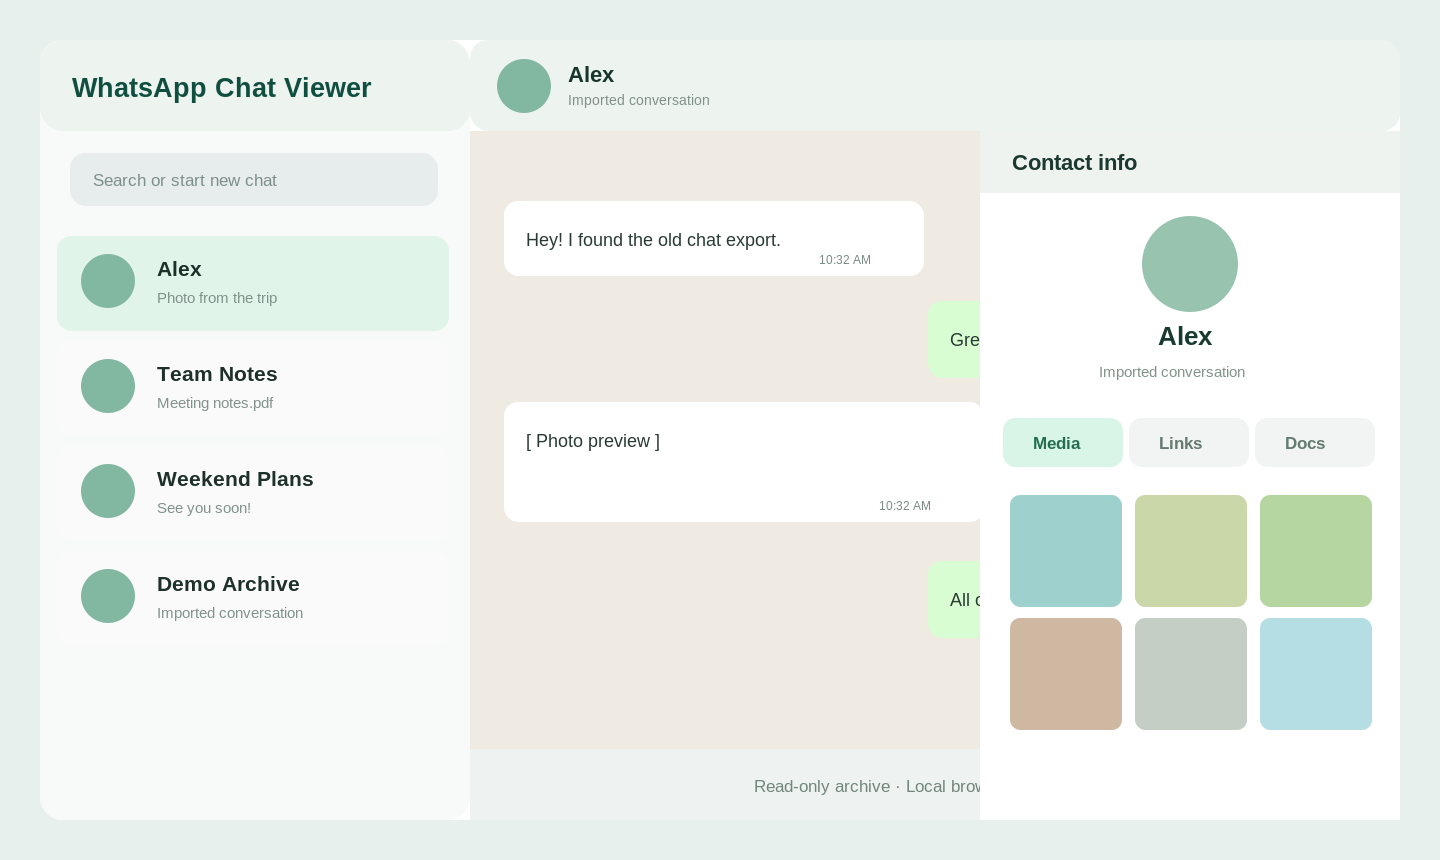 WhatsApp Chat Viewer
Search or start new chat
Alex
Photo from the trip
Team Notes
Meeting notes.pdf
Weekend Plans
See you soon!
Demo Archive
Imported conversation
Alex
Imported conversation
Hey! I found the old chat export.
10:32 AM
[ Photo preview ]
10:32 AM
All
Read-only archive · Local
Contact info
Alex
Imported conversation
Media
Links
Docs